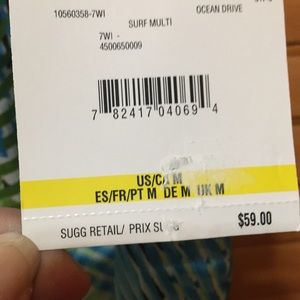 10560358-7WI OCEAN DRIVE
SURF MULTI
7WI -
4500650009
7 82417 04069 4
US/CA M
ES/FR/PT M DE M UK M
SUGG RETAIL/ PRIX SUGG
$59.00